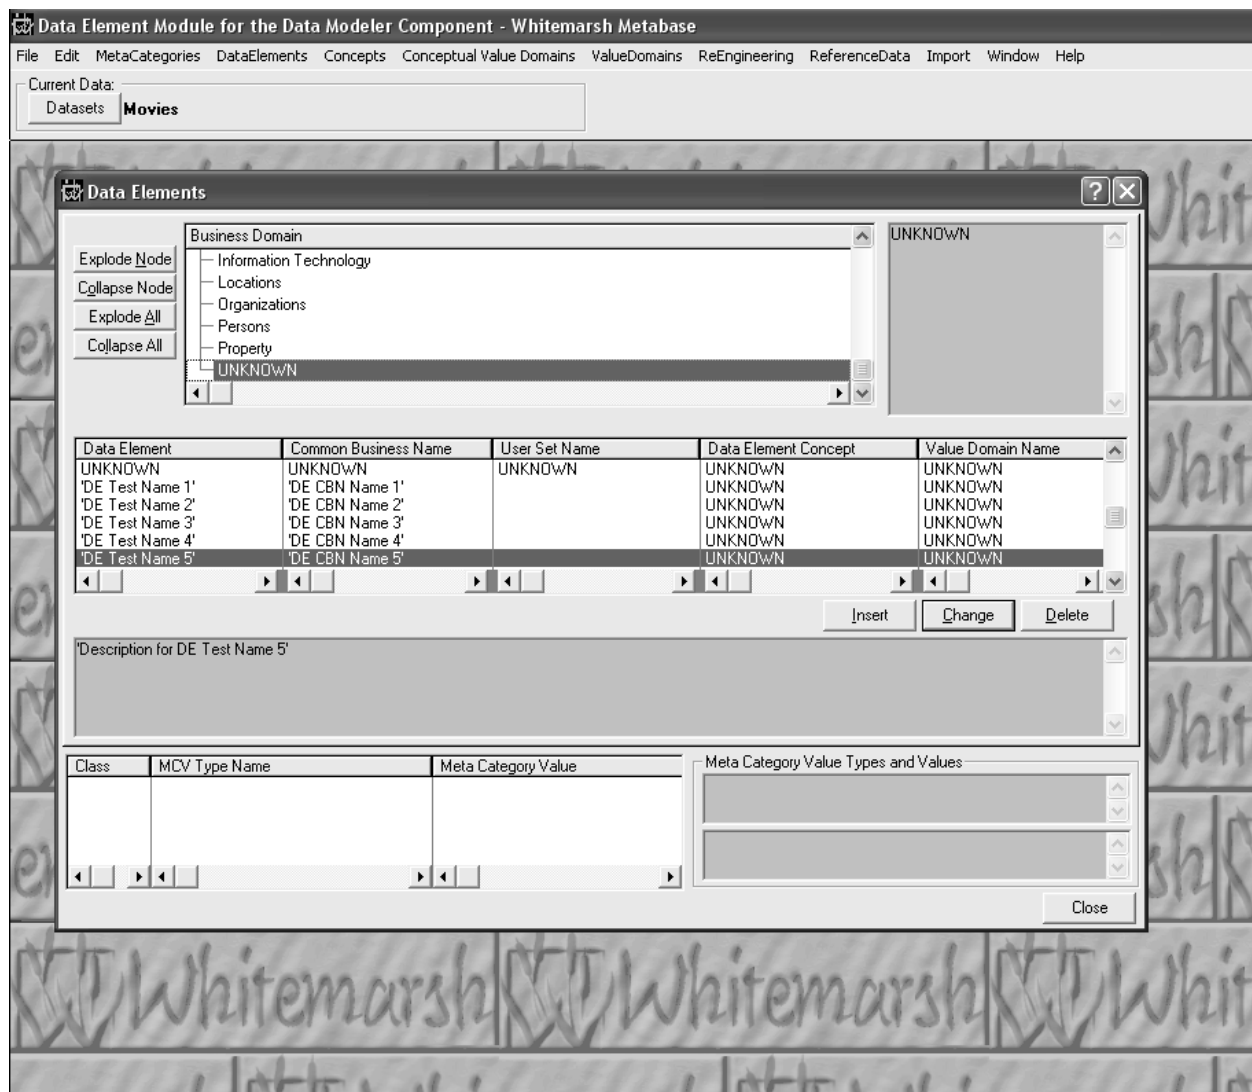 Data Element Module for the Data Modeler Component - Whitemarsh Metabase
File Edit MetaCategories DataElements Concepts Conceptual Value Domains ValueDomains ReEngineering ReferenceData Import Window Help
Current Data:
Datasets Movies
Data Elements
Business Domain
UNKNOWN
Explode Node
Collapse Node
Explode All
Collapse All
Information Technology
Locations
Organizations
Persons
Property
UNKNOWN
Data Element Common Business Name User Set Name Data Element Concept Value Domain Name
UNKNOWN UNKNOWN UNKNOWN UNKNOWN UNKNOWN
'DE Test Name 1' 'DE CBN Name 1' UNKNOWN UNKNOWN
'DE Test Name 2' 'DE CBN Name 2' UNKNOWN UNKNOWN
'DE Test Name 3' 'DE CBN Name 3' UNKNOWN UNKNOWN
'DE Test Name 4' 'DE CBN Name 4' UNKNOWN UNKNOWN
'DE Test Name 5' 'DE CBN Name 5' UNKNOWN UNKNOWN
Insert Change Delete
'Description for DE Test Name 5'
Class MCV Type Name Meta Category Value
Meta Category Value Types and Values
Close
Whitemarsh Whitemarsh Whit